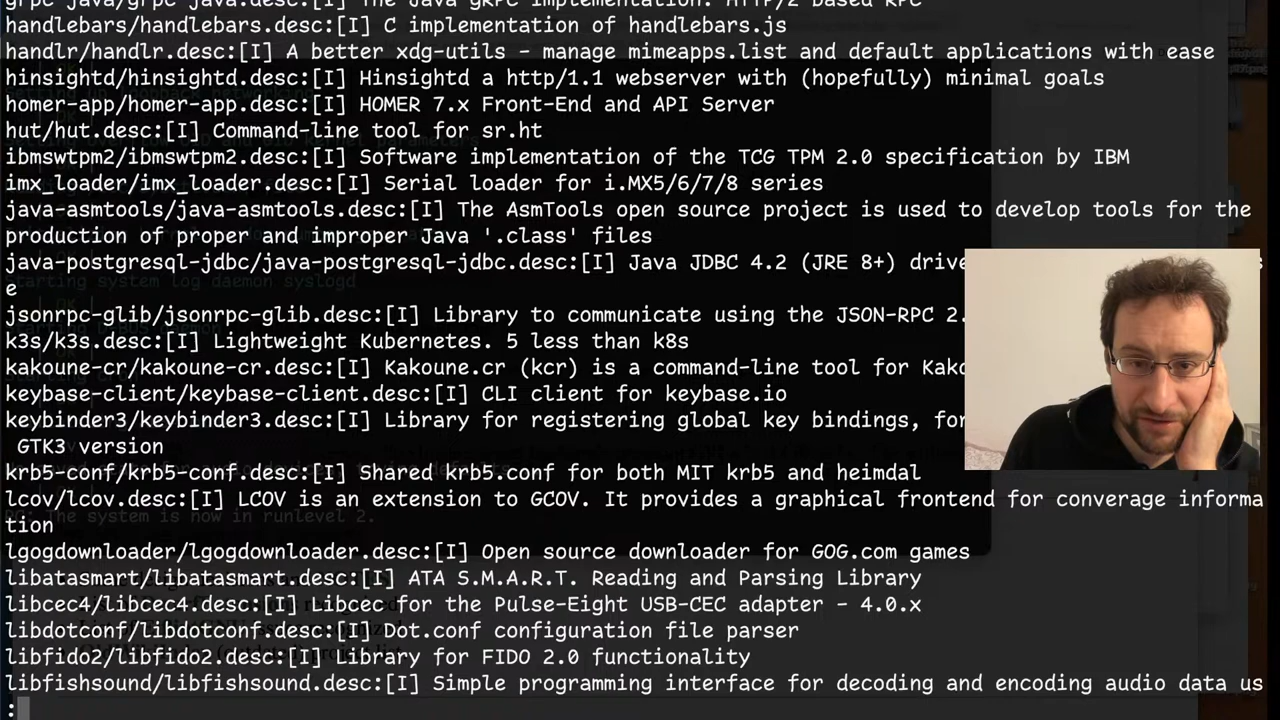 grpc-java/grpc-java.desc:[I] The Java gRPC implementation. HTTP/2 based RPC
handlebars/handlebars.desc:[I] C implementation of handlebars.js
handlr/handlr.desc:[I] A better xdg-utils - manage mimeapps.list and default applications with ease
hinsightd/hinsightd.desc:[I] Hinsightd a http/1.1 webserver with (hopefully) minimal goals
homer-app/homer-app.desc:[I] HOMER 7.x Front-End and API Server
hut/hut.desc:[I] Command-line tool for sr.ht
ibmswtpm2/ibmswtpm2.desc:[I] Software implementation of the TCG TPM 2.0 specification by IBM
imx_loader/imx_loader.desc:[I] Serial loader for i.MX5/6/7/8 series
java-asmtools/java-asmtools.desc:[I] The AsmTools open source project is used to develop tools for the
production of proper and improper Java '.class' files
java-postgresql-jdbc/java-postgresql-jdbc.desc:[I] Java JDBC 4.2 (JRE 8+) drive
e
jsonrpc-glib/jsonrpc-glib.desc:[I] Library to communicate using the JSON-RPC 2.
k3s/k3s.desc:[I] Lightweight Kubernetes. 5 less than k8s
kakoune-cr/kakoune-cr.desc:[I] Kakoune.cr (kcr) is a command-line tool for Kako
keybase-client/keybase-client.desc:[I] CLI client for keybase.io
keybinder3/keybinder3.desc:[I] Library for registering global key bindings, for
GTK3 version
krb5-conf/krb5-conf.desc:[I] Shared krb5.conf for both MIT krb5 and heimdal
lcov/lcov.desc:[I] LCOV is an extension to GCOV. It provides a graphical frontend for converage informa
tion
lgogdownloader/lgogdownloader.desc:[I] Open source downloader for GOG.com games
libatasmart/libatasmart.desc:[I] ATA S.M.A.R.T. Reading and Parsing Library
libcec4/libcec4.desc:[I] Libcec for the Pulse-Eight USB-CEC adapter - 4.0.x
libdotconf/libdotconf.desc:[I] Dot.conf configuration file parser
libfido2/libfido2.desc:[I] Library for FIDO 2.0 functionality
libfishsound/libfishsound.desc:[I] Simple programming interface for decoding and encoding audio data us
: